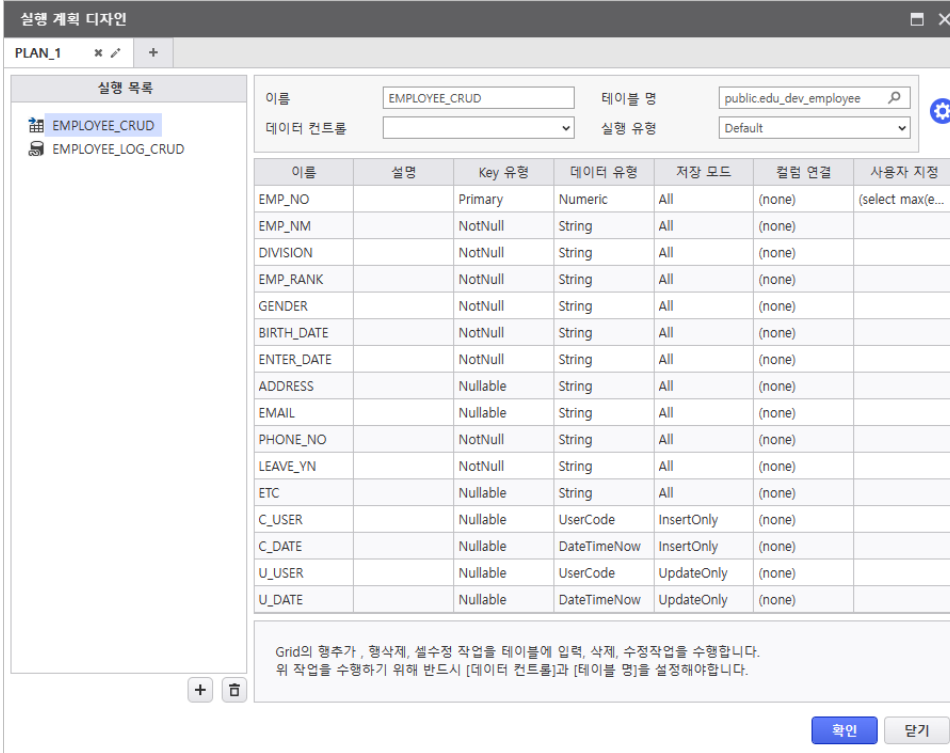 실행 계획 디자인
PLAN_1
실행 목록
EMPLOYEE_CRUD
EMPLOYEE_LOG_CRUD
이름 EMPLOYEE_CRUD 테이블 명 public.edu_dev_employee
데이터 컨트롤 실행 유형 Default
이름 설명 Key 유형 데이터 유형 저장 모드 컬럼 연결 사용자 지정
EMP_NO Primary Numeric All (none) (select max(e...
EMP_NM NotNull String All (none)
DIVISION NotNull String All (none)
EMP_RANK NotNull String All (none)
GENDER NotNull String All (none)
BIRTH_DATE NotNull String All (none)
ENTER_DATE NotNull String All (none)
ADDRESS Nullable String All (none)
EMAIL Nullable String All (none)
PHONE_NO NotNull String All (none)
LEAVE_YN NotNull String All (none)
ETC Nullable String All (none)
C_USER Nullable UserCode InsertOnly (none)
C_DATE Nullable DateTimeNow InsertOnly (none)
U_USER Nullable UserCode UpdateOnly (none)
U_DATE Nullable DateTimeNow UpdateOnly (none)
Grid의 행추가 , 행삭제, 셀수정 작업을 테이블에 입력, 삭제, 수정작업을 수행합니다.
위 작업을 수행하기 위해 반드시 [데이터 컨트롤]과 [테이블 명]을 설정해야합니다.
확인 닫기